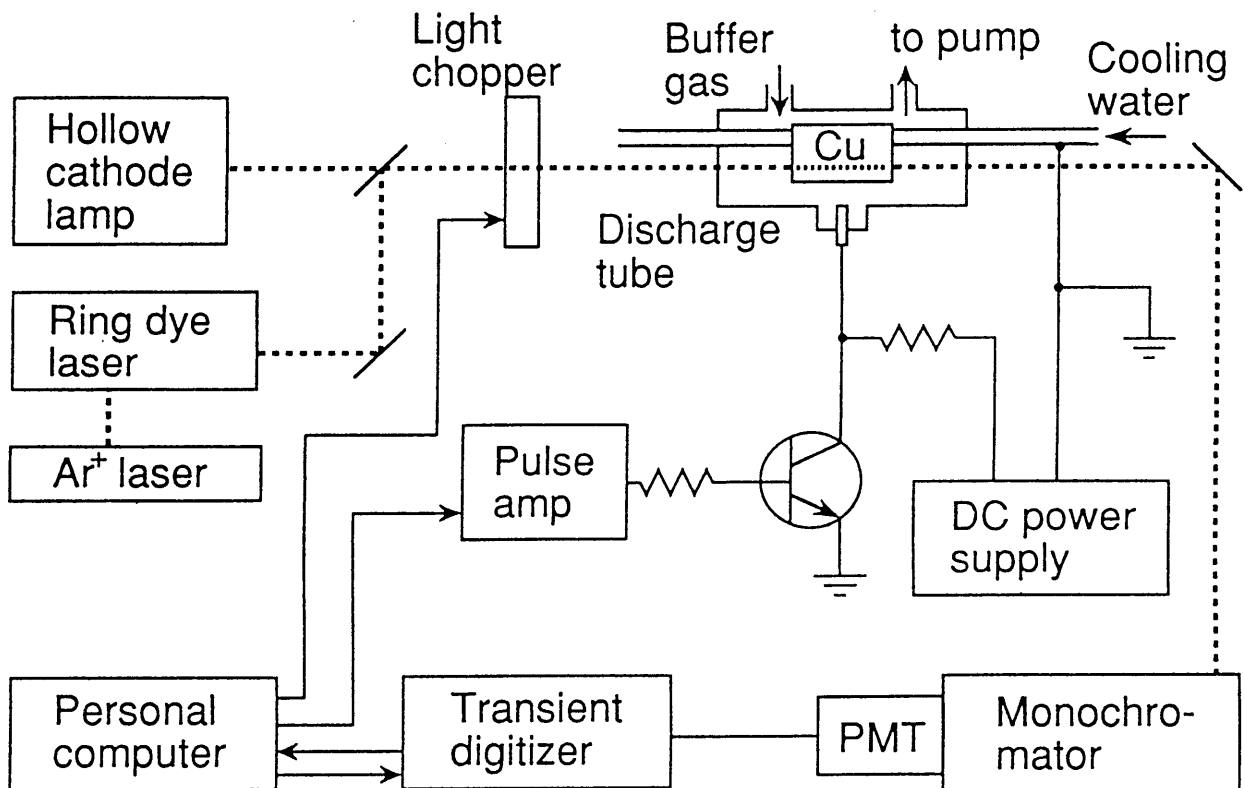 Light
chopper
Buffer
gas
to pump
Cooling
water
Hollow
cathode
lamp
Cu
Discharge
tube
Ring dye
laser
Ar+ laser
Pulse
amp
DC power
supply
Personal
computer
Transient
digitizer
PMT
Monochro-
mator